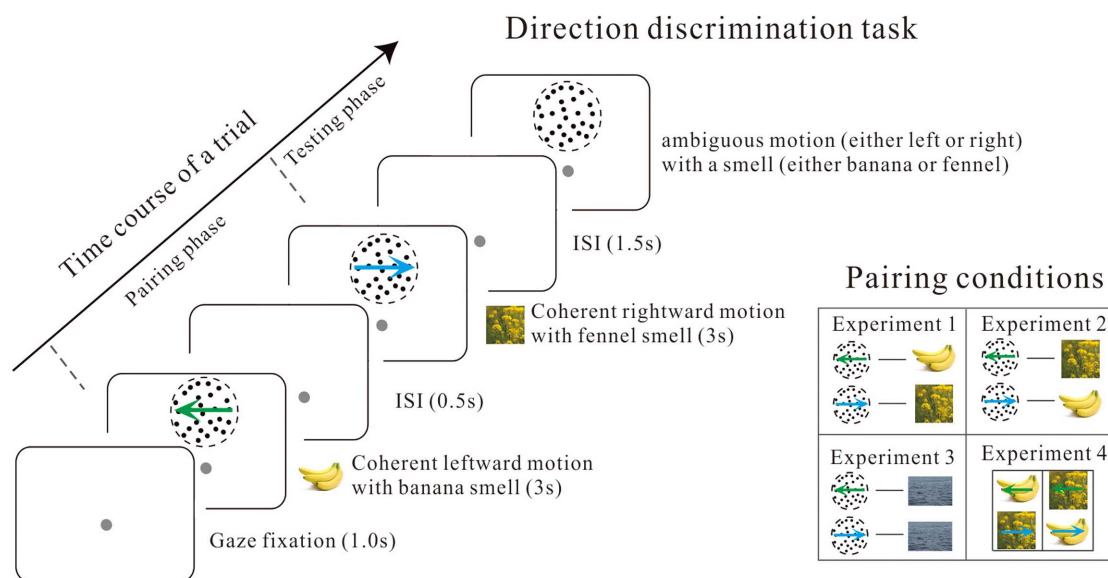 Direction discrimination task
Time course of a trial
Testing phase
Pairing phase
ambiguous motion (either left or right)
with a smell (either banana or fennel)
ISI (1.5s)
Coherent rightward motion
with fennel smell (3s)
ISI (0.5s)
Coherent leftward motion
with banana smell (3s)
Gaze fixation (1.0s)
Pairing conditions
Experiment 1
Experiment 2
Experiment 3
Experiment 4